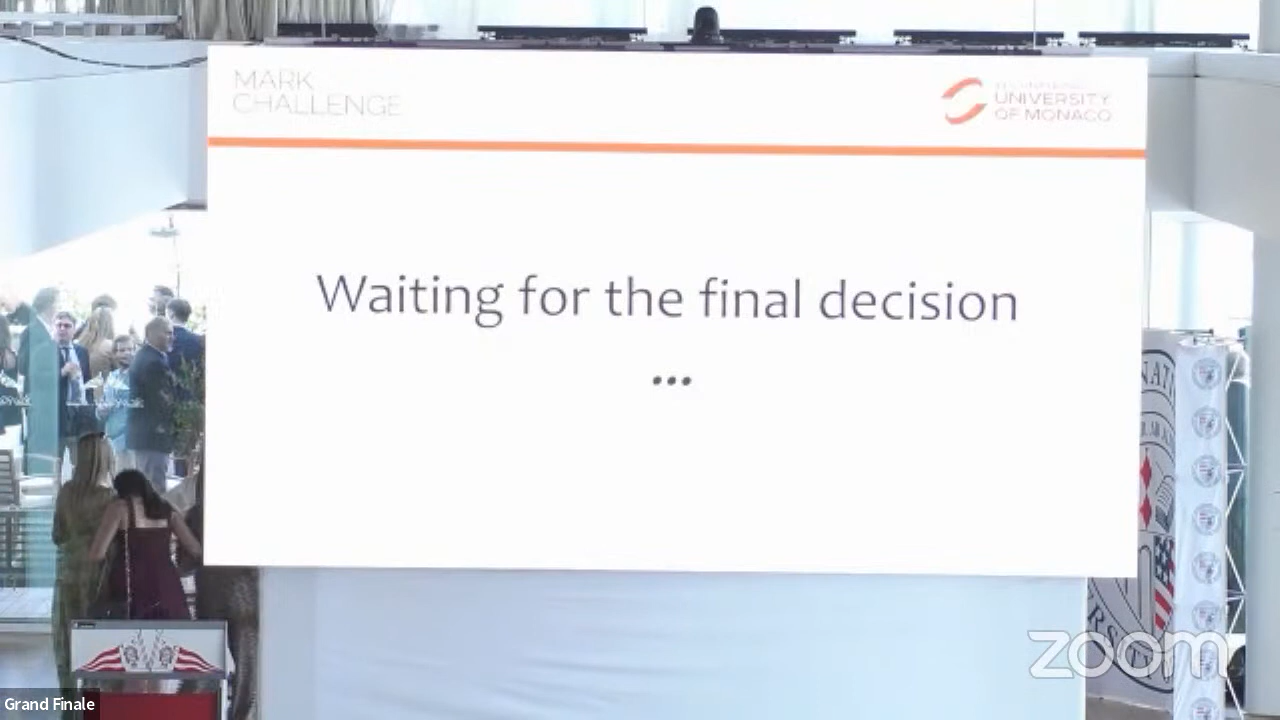 MARK
CHALLENGE
UNIVERSITY
OF MONACO
Waiting for the final decision
...
zoom
Grand Finale